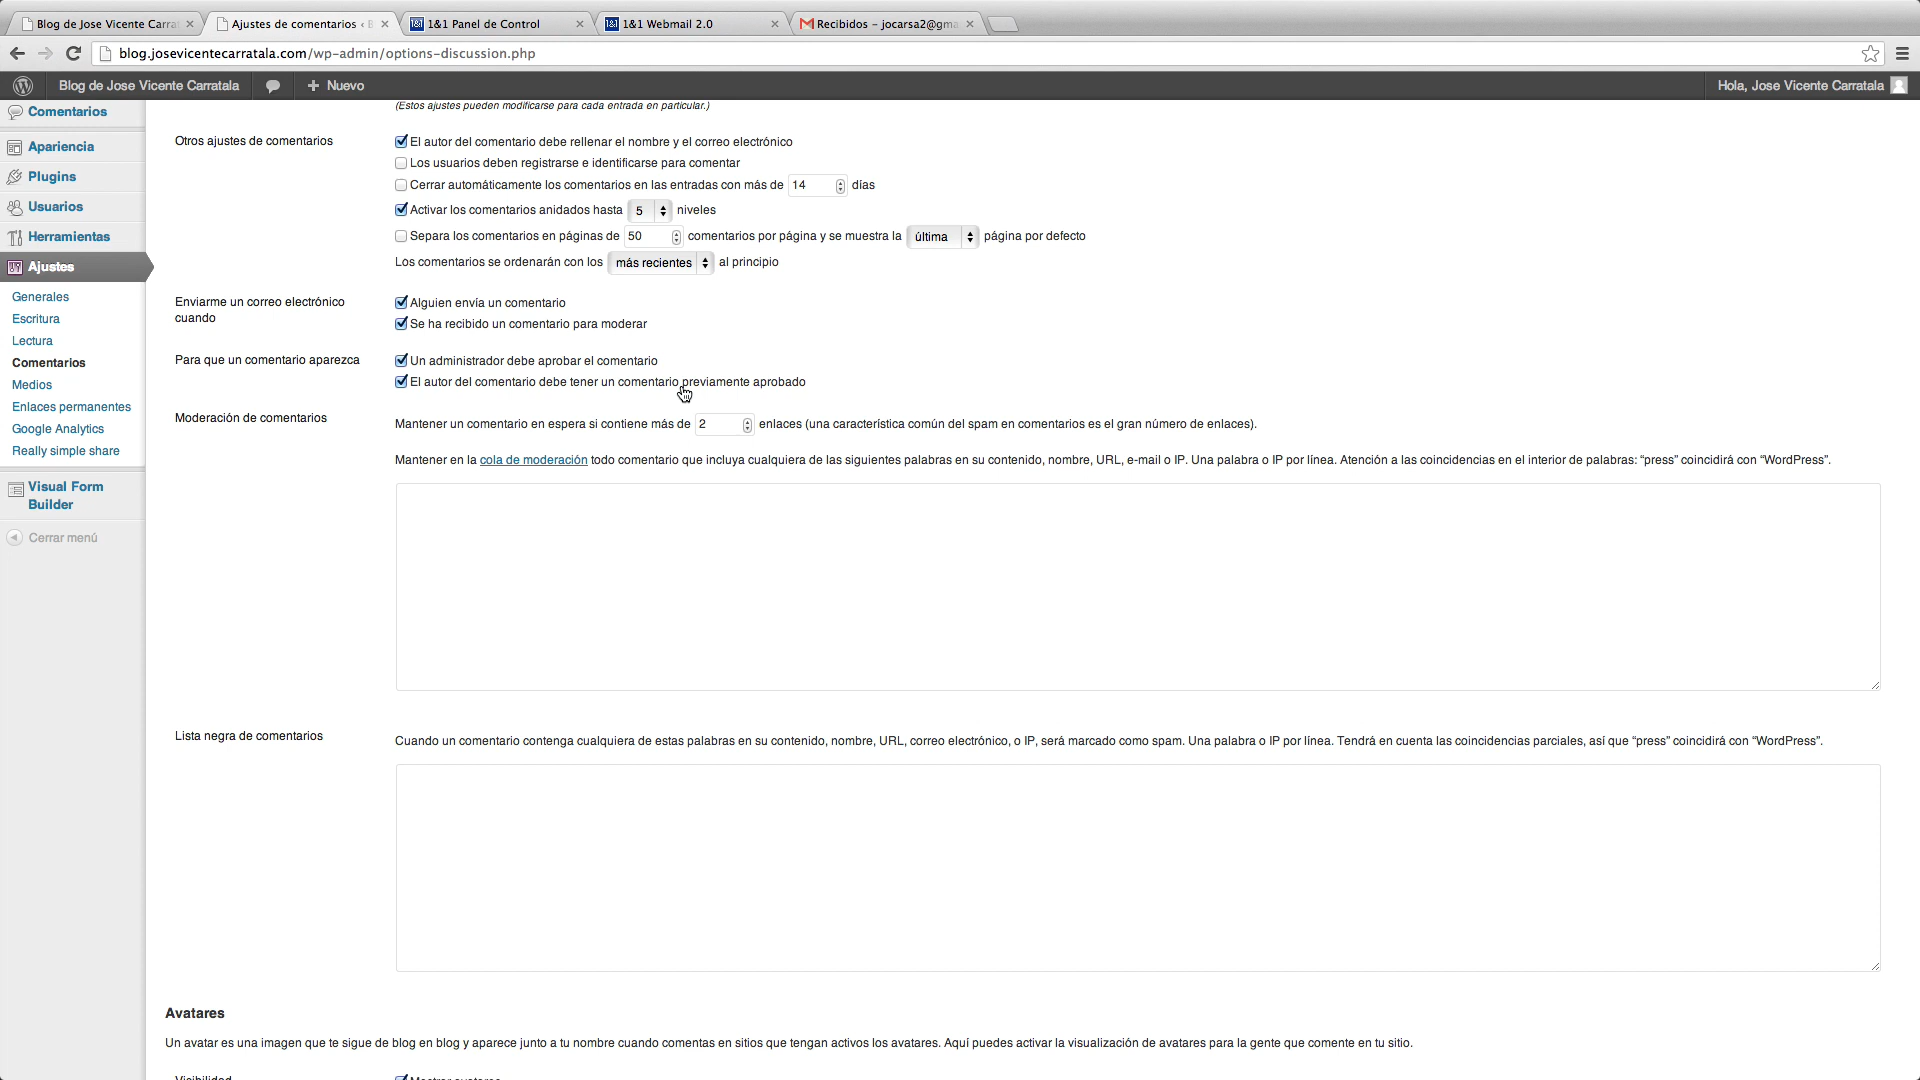 Blog de Jose Vicente Carra
Ajustes de comentarios ‹ B
1&1 Panel de Control
1&1 Webmail 2.0
Recibidos – jocarsa2@gma
blog.josevicentecarratala.com/wp-admin/options-discussion.php
Blog de Jose Vicente Carratala
+ Nuevo
Hola, Jose Vicente Carratala
Comentarios
Apariencia
Plugins
Usuarios
Herramientas
Ajustes
Generales
Escritura
Lectura
Comentarios
Medios
Enlaces permanentes
Google Analytics
Really simple share
Visual Form
Builder
Cerrar menú
(Estos ajustes pueden modificarse para cada entrada en particular.)
Otros ajustes de comentarios
El autor del comentario debe rellenar el nombre y el correo electrónico
Los usuarios deben registrarse e identificarse para comentar
Cerrar automáticamente los comentarios en las entradas con más de 14 días
Activar los comentarios anidados hasta 5 niveles
Separa los comentarios en páginas de 50 comentarios por página y se muestra la última página por defecto
Los comentarios se ordenarán con los más recientes al principio
Enviarme un correo electrónico
cuando
Alguien envía un comentario
Se ha recibido un comentario para moderar
Para que un comentario aparezca
Un administrador debe aprobar el comentario
El autor del comentario debe tener un comentario previamente aprobado
Moderación de comentarios
Mantener un comentario en espera si contiene más de 2 enlaces (una característica común del spam en comentarios es el gran número de enlaces).
Mantener en la cola de moderación todo comentario que incluya cualquiera de las siguientes palabras en su contenido, nombre, URL, e-mail o IP. Una palabra o IP por línea. Atención a las coincidencias en el interior de palabras: “press” coincidirá con “WordPress”.
Lista negra de comentarios
Cuando un comentario contenga cualquiera de estas palabras en su contenido, nombre, URL, correo electrónico, o IP, será marcado como spam. Una palabra o IP por línea. Tendrá en cuenta las coincidencias parciales, así que “press” coincidirá con “WordPress”.
Avatares
Un avatar es una imagen que te sigue de blog en blog y aparece junto a tu nombre cuando comentas en sitios que tengan activos los avatares. Aquí puedes activar la visualización de avatares para la gente que comente en tu sitio.
Visibilidad
Mostrar avatares